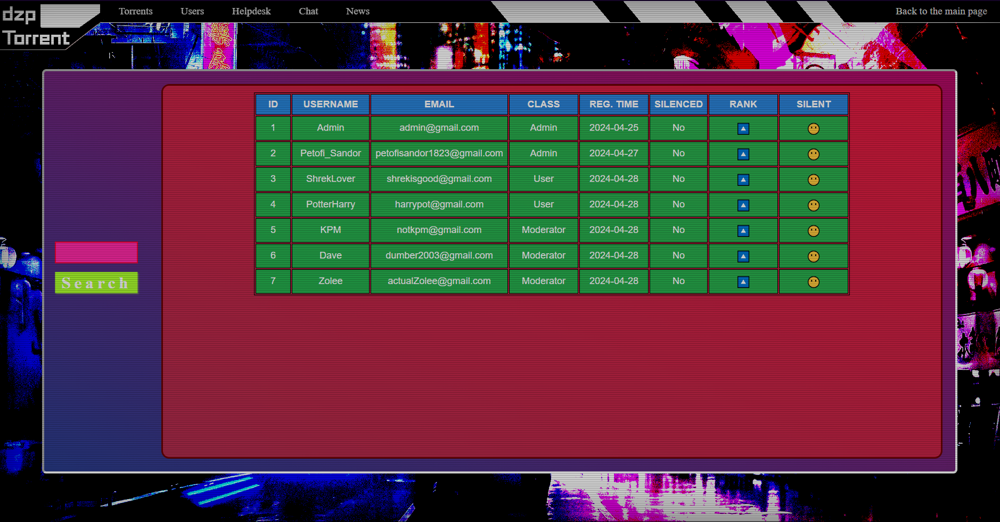 dzp
Torrent
Torrents Users Helpdesk Chat News Back to the main page
ID USERNAME EMAIL CLASS REG. TIME SILENCED RANK SILENT
1 Admin admin@gmail.com Admin 2024-04-25 No
2 Petofi_Sandor petofisandor1823@gmail.com Admin 2024-04-27 No
3 ShrekLover shrekisgood@gmail.com User 2024-04-28 No
4 PotterHarry harrypot@gmail.com User 2024-04-28 No
5 KPM notkpm@gmail.com Moderator 2024-04-28 No
6 Dave dumber2003@gmail.com Moderator 2024-04-28 No
7 Zolee actualZolee@gmail.com Moderator 2024-04-28 No
Search